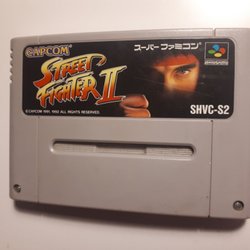 CAPCOM
スーパーファミコン
STREET
FIGHTER II
©CAPCOM 1991, 1992 ALL RIGHTS RESERVED.
SHVC-S2